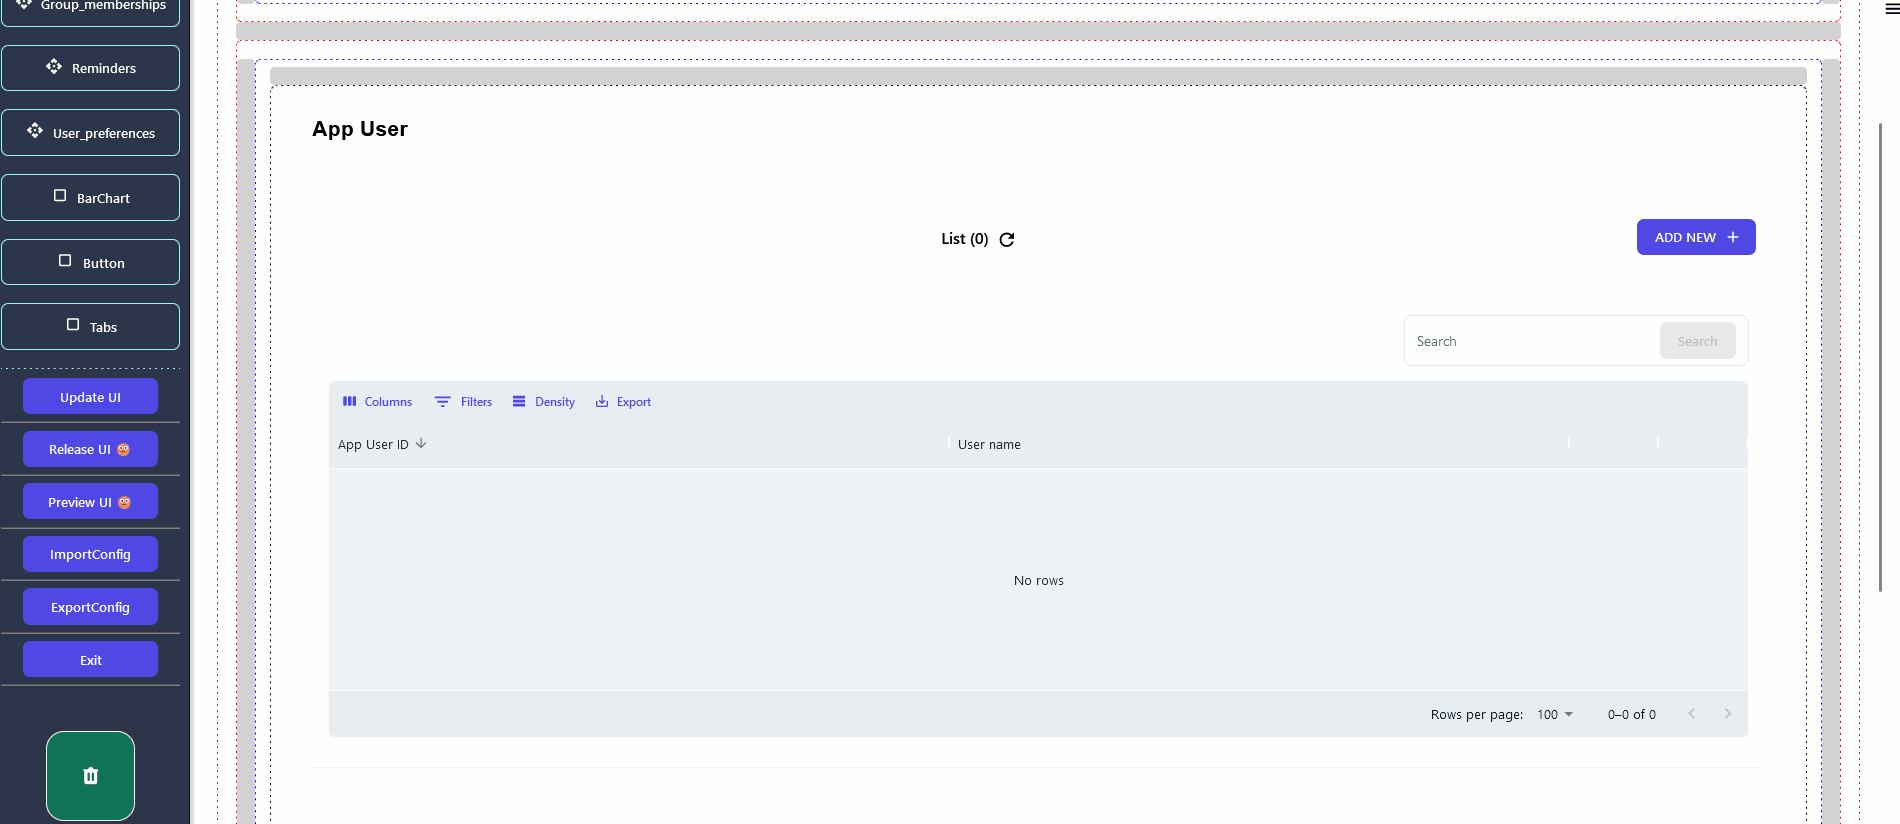 Group_memberships
Reminders
User_preferences
BarChart
Button
Tabs
Update UI
Release UI
Preview UI
ImportConfig
ExportConfig
Exit
App User
List (0)
ADD NEW
Search
Search
Columns Filters Density Export
App User ID User name
No rows
Rows per page: 100 0–0 of 0